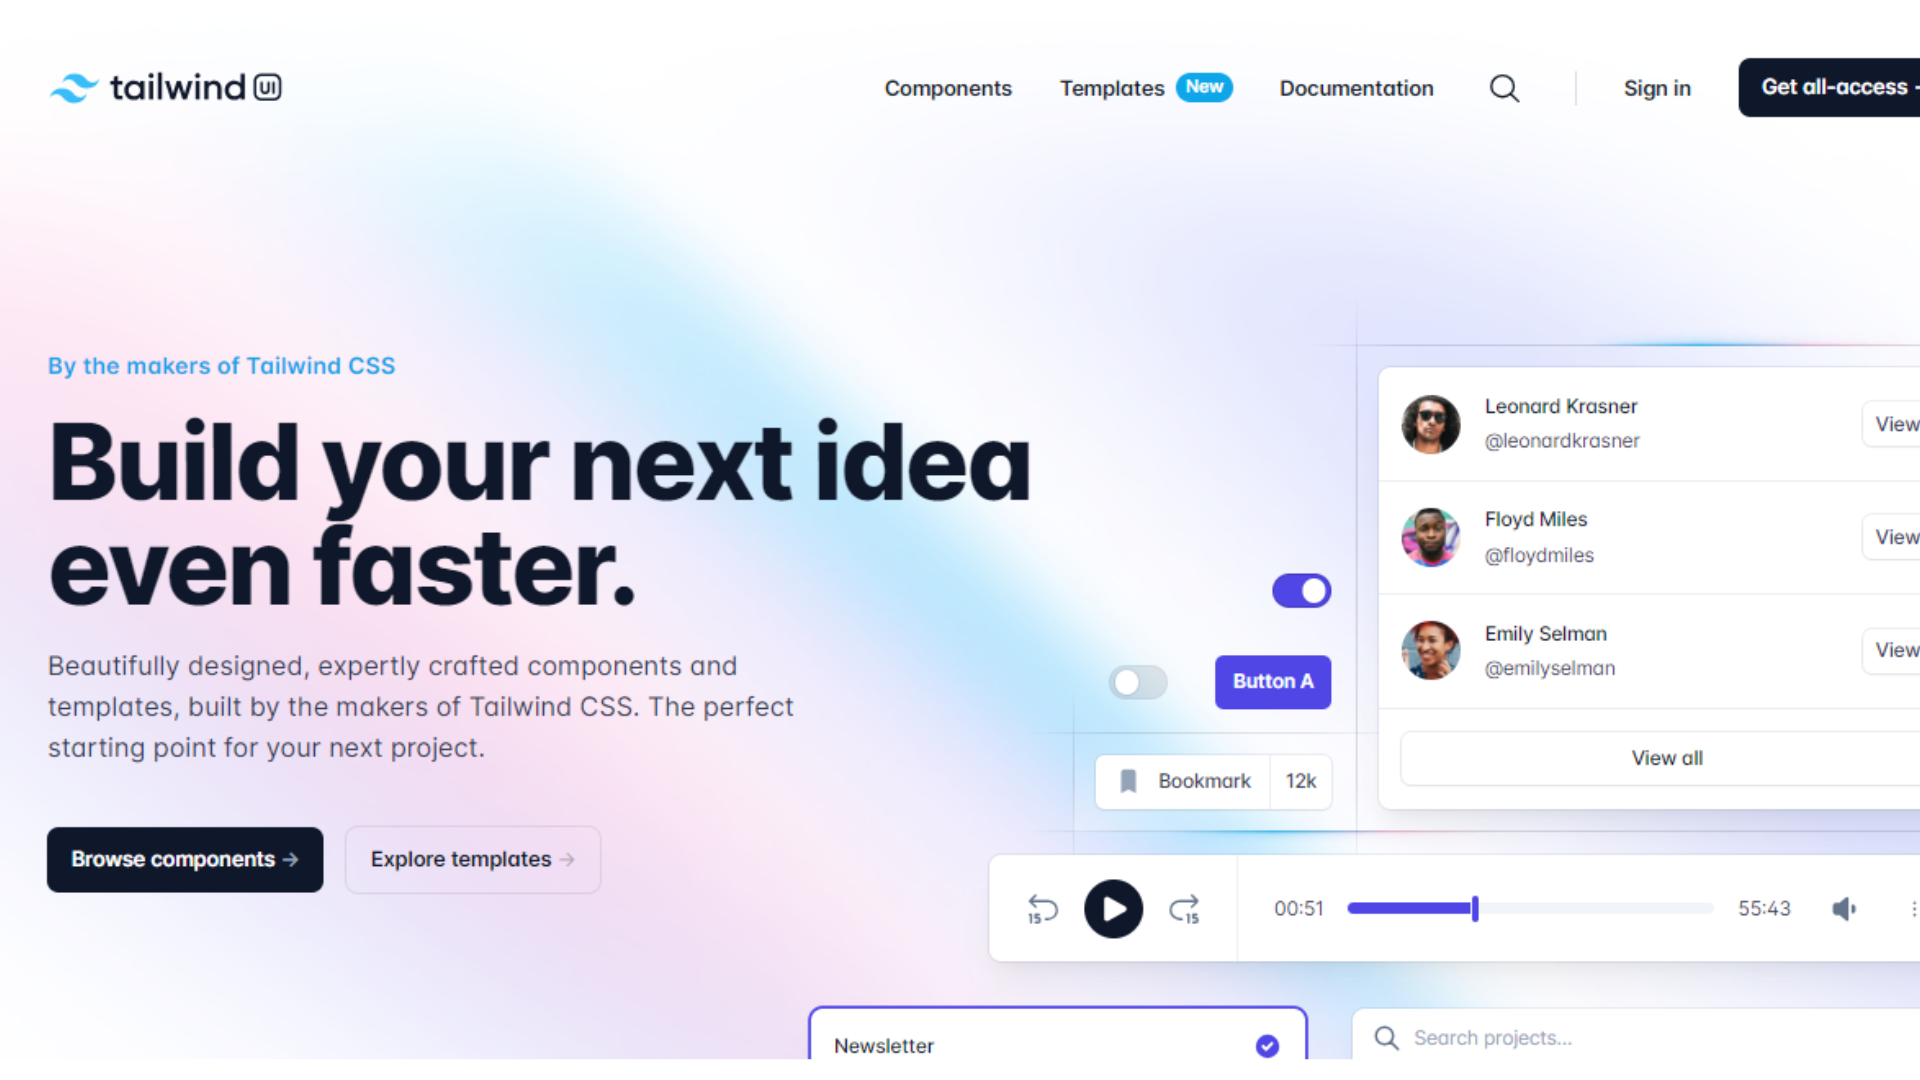 tailwind UI
Components Templates New Documentation Sign in Get all-access
By the makers of Tailwind CSS
Build your next idea
even faster.
Beautifully designed, expertly crafted components and
templates, built by the makers of Tailwind CSS. The perfect
starting point for your next project.
Browse components →
Explore templates →
Leonard Krasner
@leonardkrasner
View
Floyd Miles
@floydmiles
View
Emily Selman
@emilyselman
View
View all
Button A
Bookmark 12k
15 15 00:51 55:43
Newsletter
Search projects...